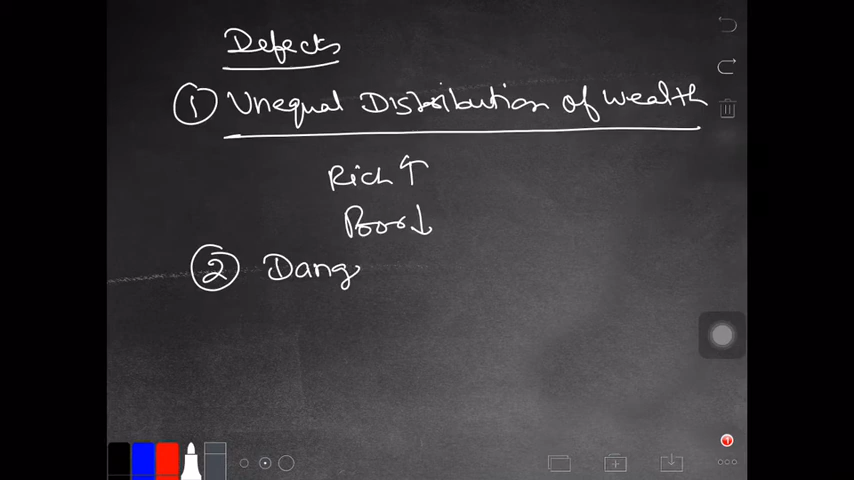 Defects
① Unequal Distribution of Wealth
Rich ↑
Poor ↓
② Dang